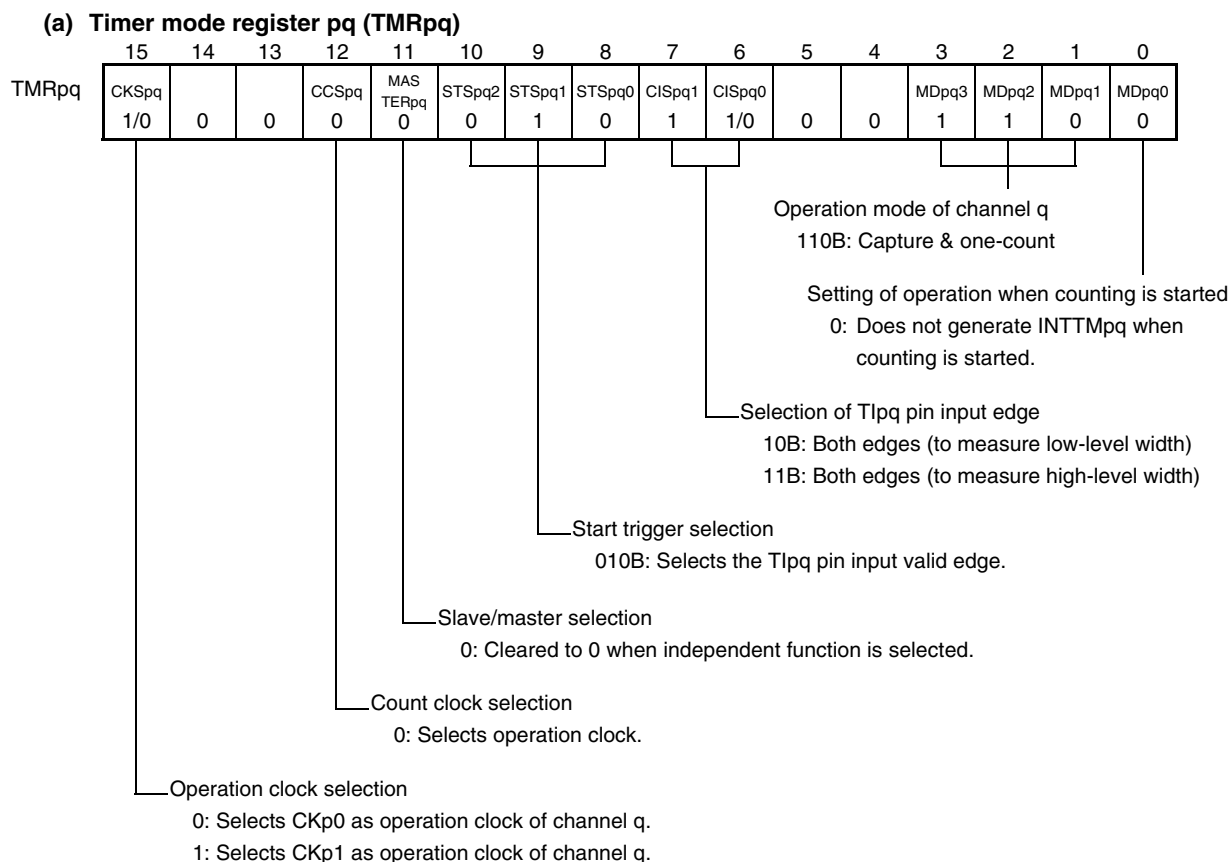 (a) Timer mode register pq (TMRpq)
15 14 13 12 11 10 9 8 7 6 5 4 3 2 1 0
TMRpq CKSpq CCSpq MAS TERpq STSpq2 STSpq1 STSpq0 CISpq1 CISpq0 MDpq3 MDpq2 MDpq1 MDpq0
1/0 0 0 0 0 0 1 0 1 1/0 0 0 1 1 0 0
Operation mode of channel q
110B: Capture & one-count
Setting of operation when counting is started
0: Does not generate INTTMpq when
counting is started.
Selection of TIpq pin input edge
10B: Both edges (to measure low-level width)
11B: Both edges (to measure high-level width)
Start trigger selection
010B: Selects the TIpq pin input valid edge.
Slave/master selection
0: Cleared to 0 when independent function is selected.
Count clock selection
0: Selects operation clock.
Operation clock selection
0: Selects CKp0 as operation clock of channel q.
1: Selects CKp1 as operation clock of channel q.